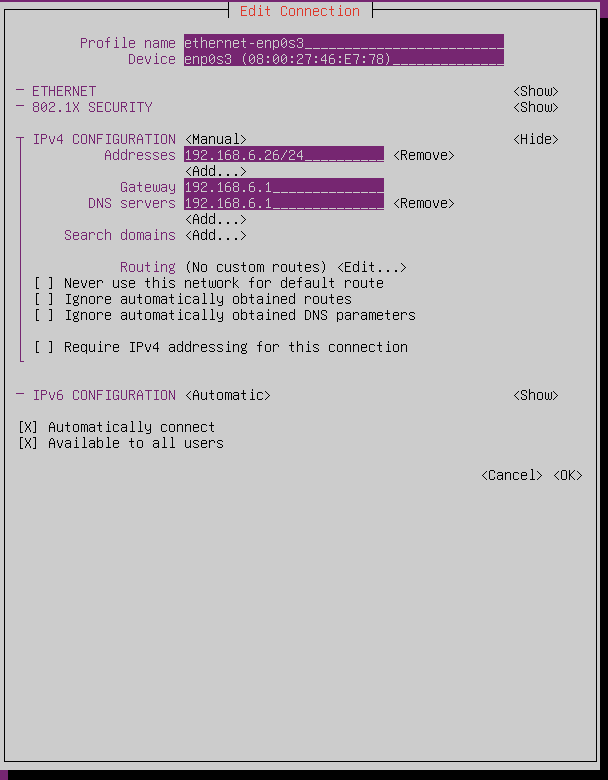 Edit Connection
Profile name ethernet-enp0s3_________________________
Device enp0s3 (08:00:27:46:E7:78)______________
ETHERNET <Show>
802.1X SECURITY <Show>
IPv4 CONFIGURATION <Manual> <Hide>
Addresses 192.168.6.26/24__________ <Remove>
<Add...>
Gateway 192.168.6.1______________
DNS servers 192.168.6.1______________ <Remove>
<Add...>
Search domains <Add...>
Routing (No custom routes) <Edit...>
[ ] Never use this network for default route
[ ] Ignore automatically obtained routes
[ ] Ignore automatically obtained DNS parameters
[ ] Require IPv4 addressing for this connection
IPv6 CONFIGURATION <Automatic> <Show>
[X] Automatically connect
[X] Available to all users
<Cancel> <OK>